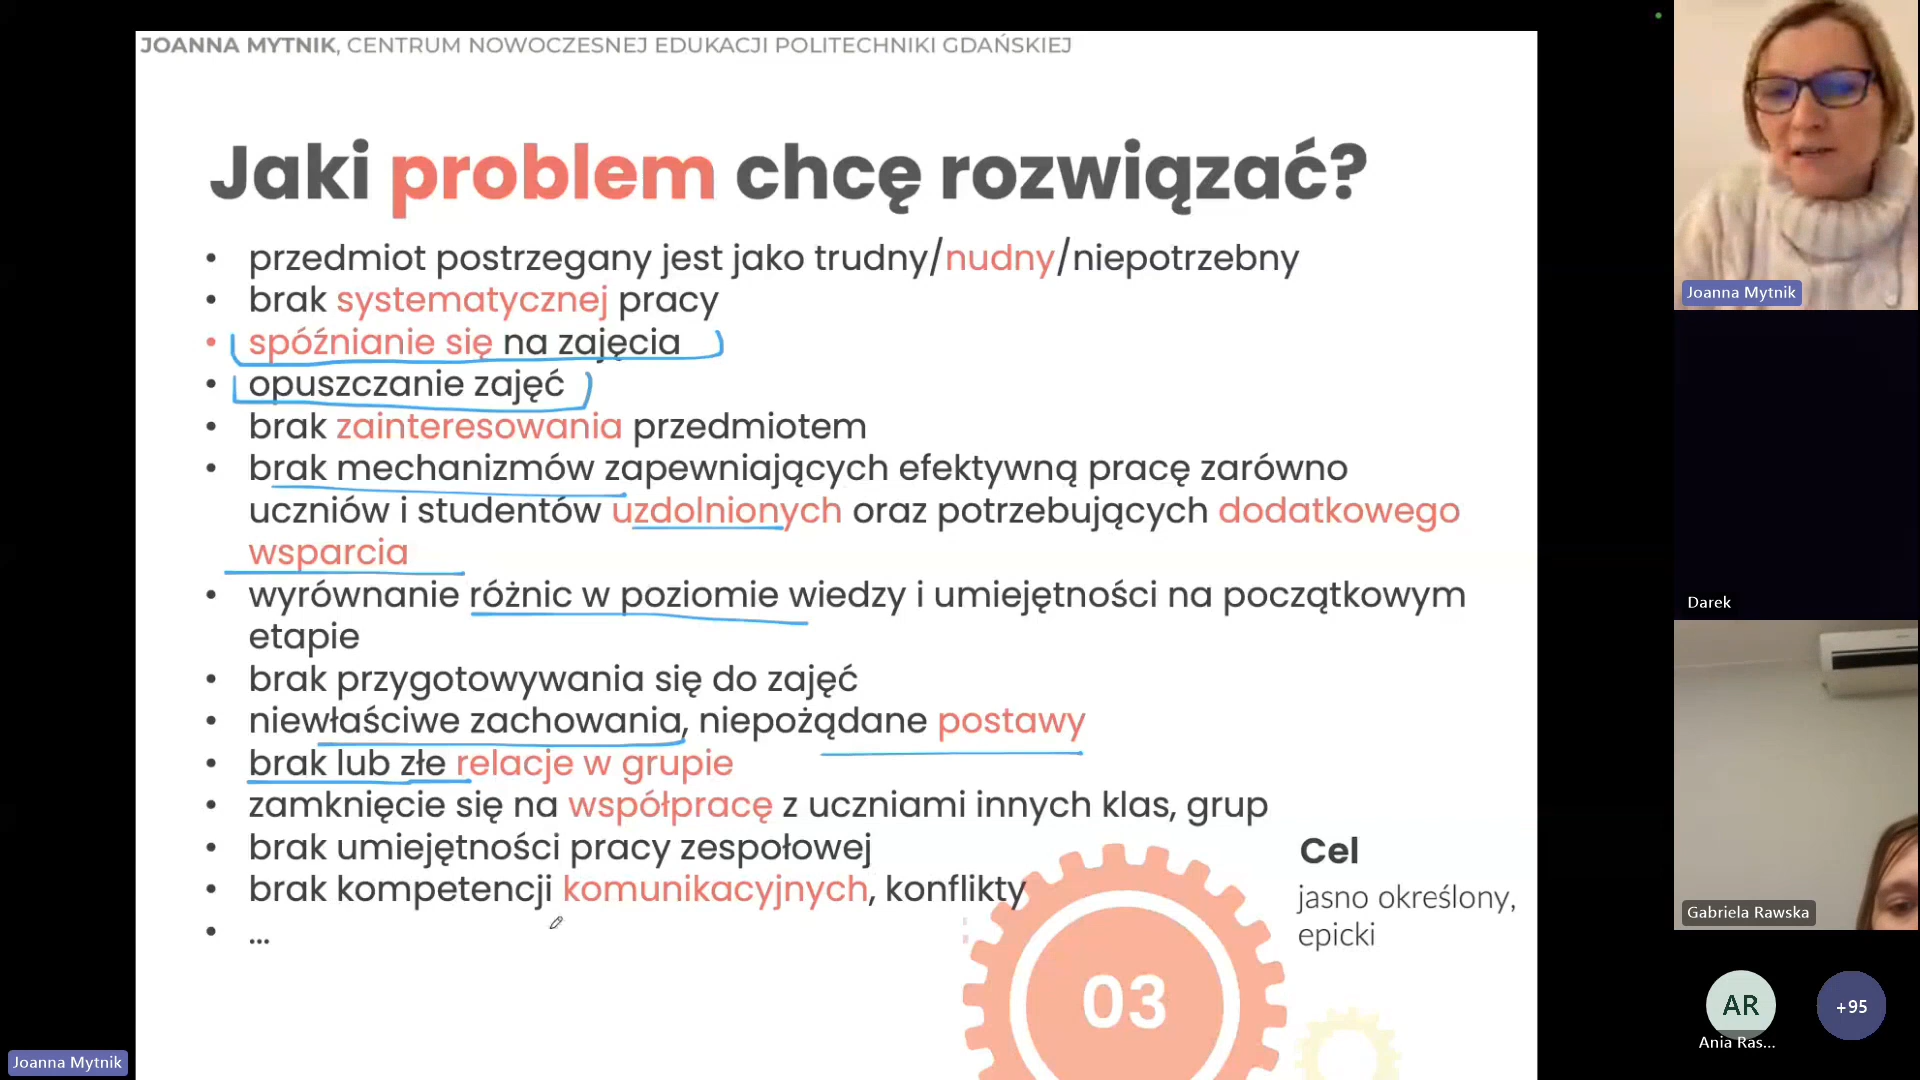 JOANNA MYTNIK, CENTRUM NOWOCZESNEJ EDUKACJI POLITECHNIKI GDAŃSKIEJ
Jaki problem chcę rozwiązać?
• przedmiot postrzegany jest jako trudny/nudny/niepotrzebny
• brak systematycznej pracy
• spóźnianie się na zajęcia
• opuszczanie zajęć
• brak zainteresowania przedmiotem
• brak mechanizmów zapewniających efektywną pracę zarówno
uczniów i studentów uzdolnionych oraz potrzebujących dodatkowego
wsparcia
• wyrównanie różnic w poziomie wiedzy i umiejętności na początkowym
etapie
• brak przygotowywania się do zajęć
• niewłaściwe zachowania, niepożądane postawy
• brak lub złe relacje w grupie
• zamknięcie się na współpracę z uczniami innych klas, grup
• brak umiejętności pracy zespołowej
• brak kompetencji komunikacyjnych, konflikty
• ...
Cel
jasno określony,
epicki
03
Joanna Mytnik
Darek
Gabriela Rawska
AR
Ania Ras...
+95
Joanna Mytnik